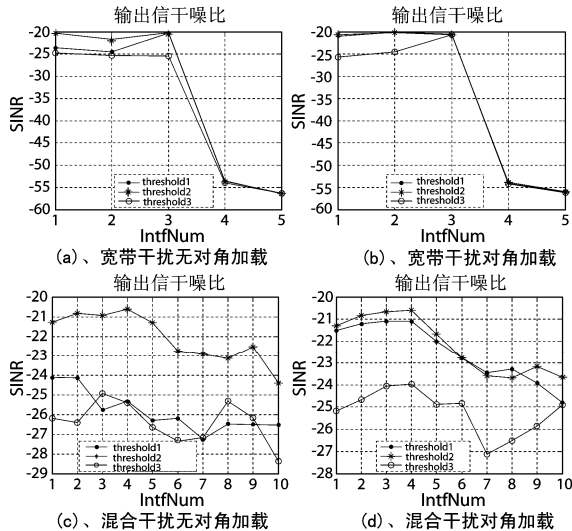 输出信干噪比
输出信干噪比
-20
-25
-30
-35
-40
-45
-50
-55
-60
SINR
threshold1
threshold2
threshold3
1 2 3 4 5
IntfNum
(a)、宽带干扰无对角加载
-20
-25
-30
-35
-40
-45
-50
-55
-60
SINR
threshold1
threshold2
threshold3
1 2 3 4 5
IntfNum
(b)、宽带干扰对角加载
输出信干噪比
输出信干噪比
-20
-21
-22
-23
-24
-25
-26
-27
-28
-29
SINR
threshold1
threshold2
threshold3
1 2 3 4 5 6 7 8 9 10
IntfNum
(c)、混合干扰无对角加载
-20
-21
-22
-23
-24
-25
-26
-27
-28
SINR
threshold1
threshold2
threshold3
1 2 3 4 5 6 7 8 9 10
IntfNum
(d)、混合干扰对角加载